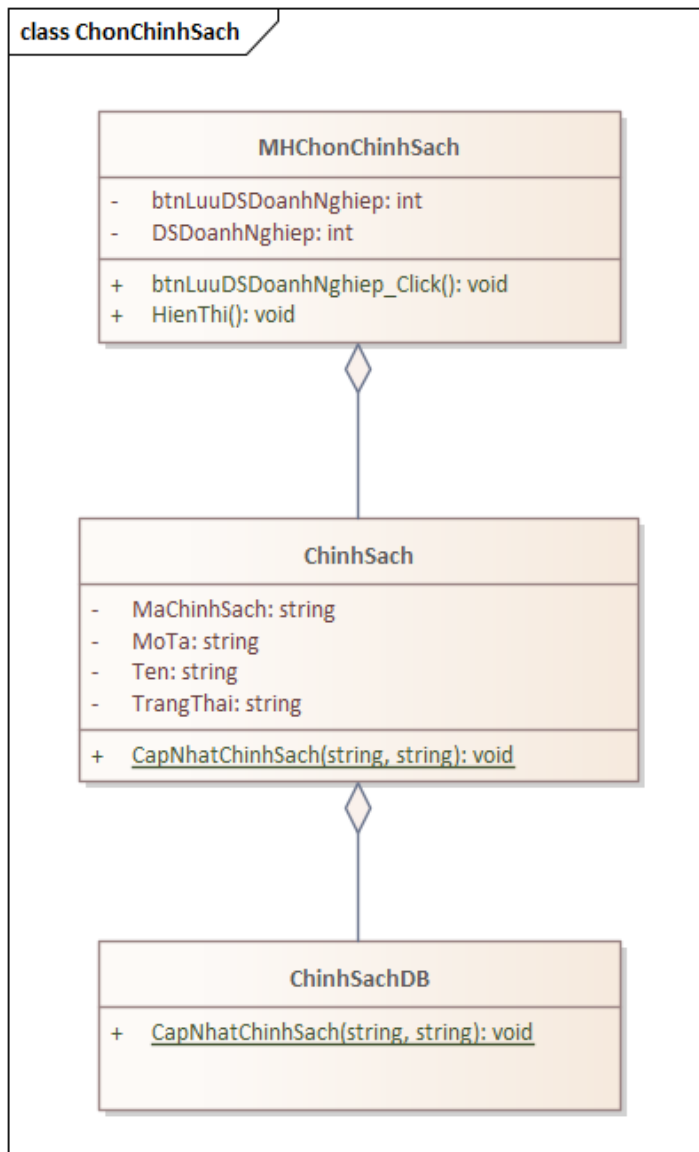 class ChonChinhSach
MHChonChinhSach
- btnLuuDSDoanhNghiep: int
- DSDoanhNghiep: int
+ btnLuuDSDoanhNghiep_Click(): void
+ HienThi(): void
ChinhSach
- MaChinhSach: string
- MoTa: string
- Ten: string
- TrangThai: string
+ CapNhatChinhSach(string, string): void
ChinhSachDB
+ CapNhatChinhSach(string, string): void